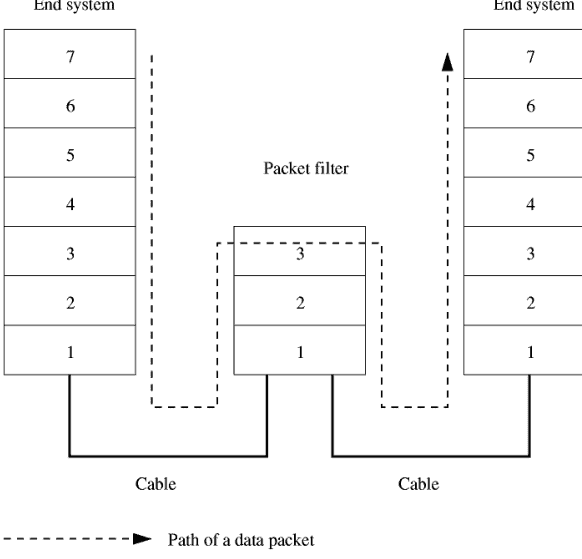 End system
End system
7
6
5
4
3
2
1
Packet filter
3
2
1
7
6
5
4
3
2
1
Cable
Cable
Path of a data packet